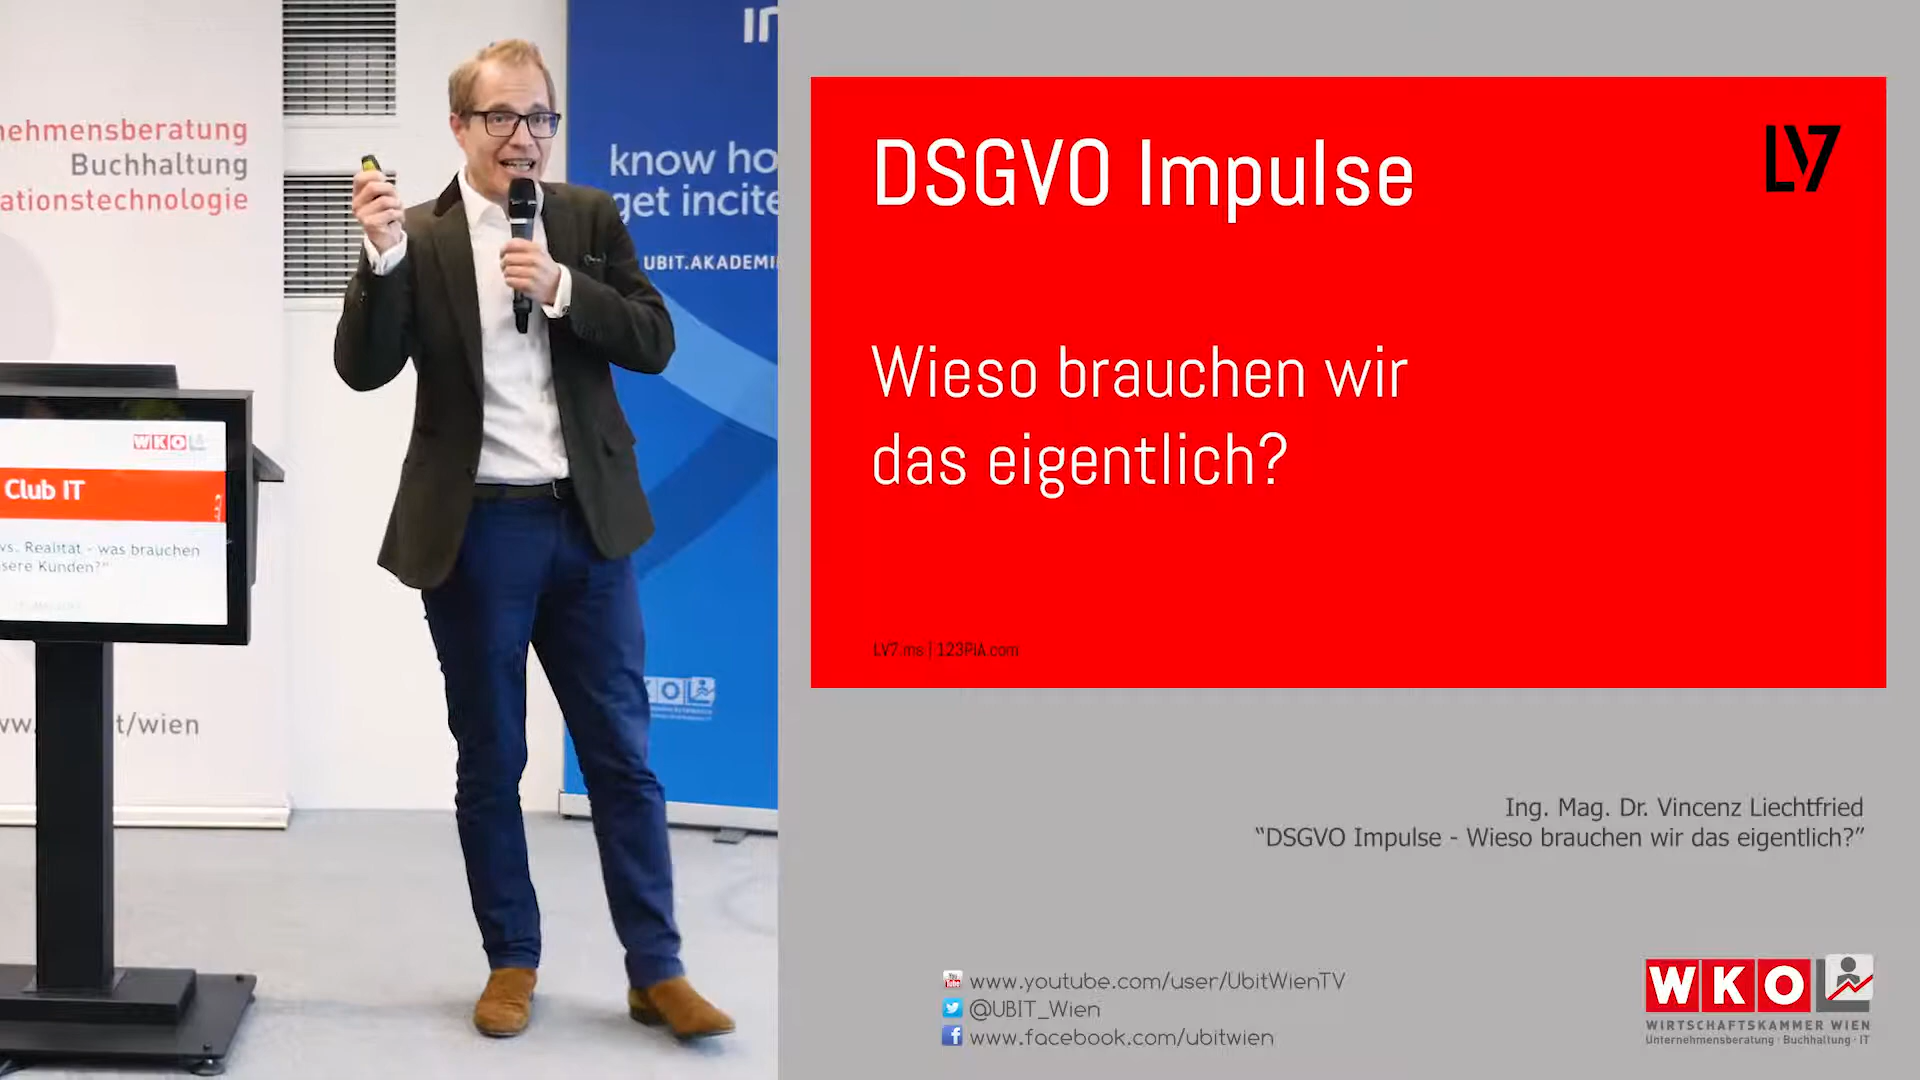 nehmensberatung
Buchhaltung
ationstechnologie
t/wien
WKO
Club IT
vs. Realität - was brauchen
sere Kunden?"
know ho
get incite
UBIT.AKADEMI
KO
DSGVO Impulse
LV7
Wieso brauchen wir
das eigentlich?
LV7.ms | 123PIA.com
Ing. Mag. Dr. Vincenz Liechtfried
“DSGVO Impulse - Wieso brauchen wir das eigentlich?”
www.youtube.com/user/UbitWienTV
@UBIT_Wien
www.facebook.com/ubitwien
WKO
WIRTSCHAFTSKAMMER WIEN
Unternehmensberatung · Buchhaltung · IT